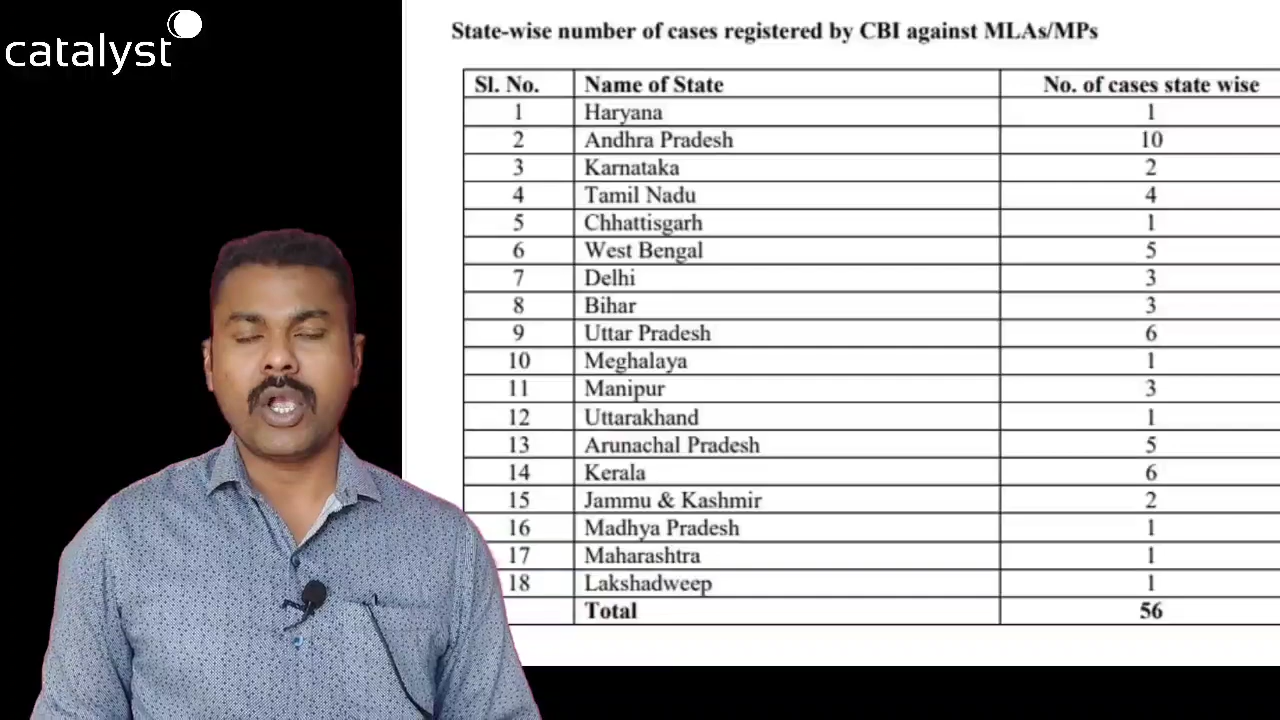 catalyst
State-wise number of cases registered by CBI against MLAs/MPs
Sl. No. Name of State No. of cases state wise
1 Haryana 1
2 Andhra Pradesh 10
3 Karnataka 2
4 Tamil Nadu 4
5 Chhattisgarh 1
6 West Bengal 5
7 Delhi 3
8 Bihar 3
9 Uttar Pradesh 6
10 Meghalaya 1
11 Manipur 3
12 Uttarakhand 1
13 Arunachal Pradesh 5
14 Kerala 6
15 Jammu & Kashmir 2
16 Madhya Pradesh 1
17 Maharashtra 1
18 Lakshadweep 1
Total 56